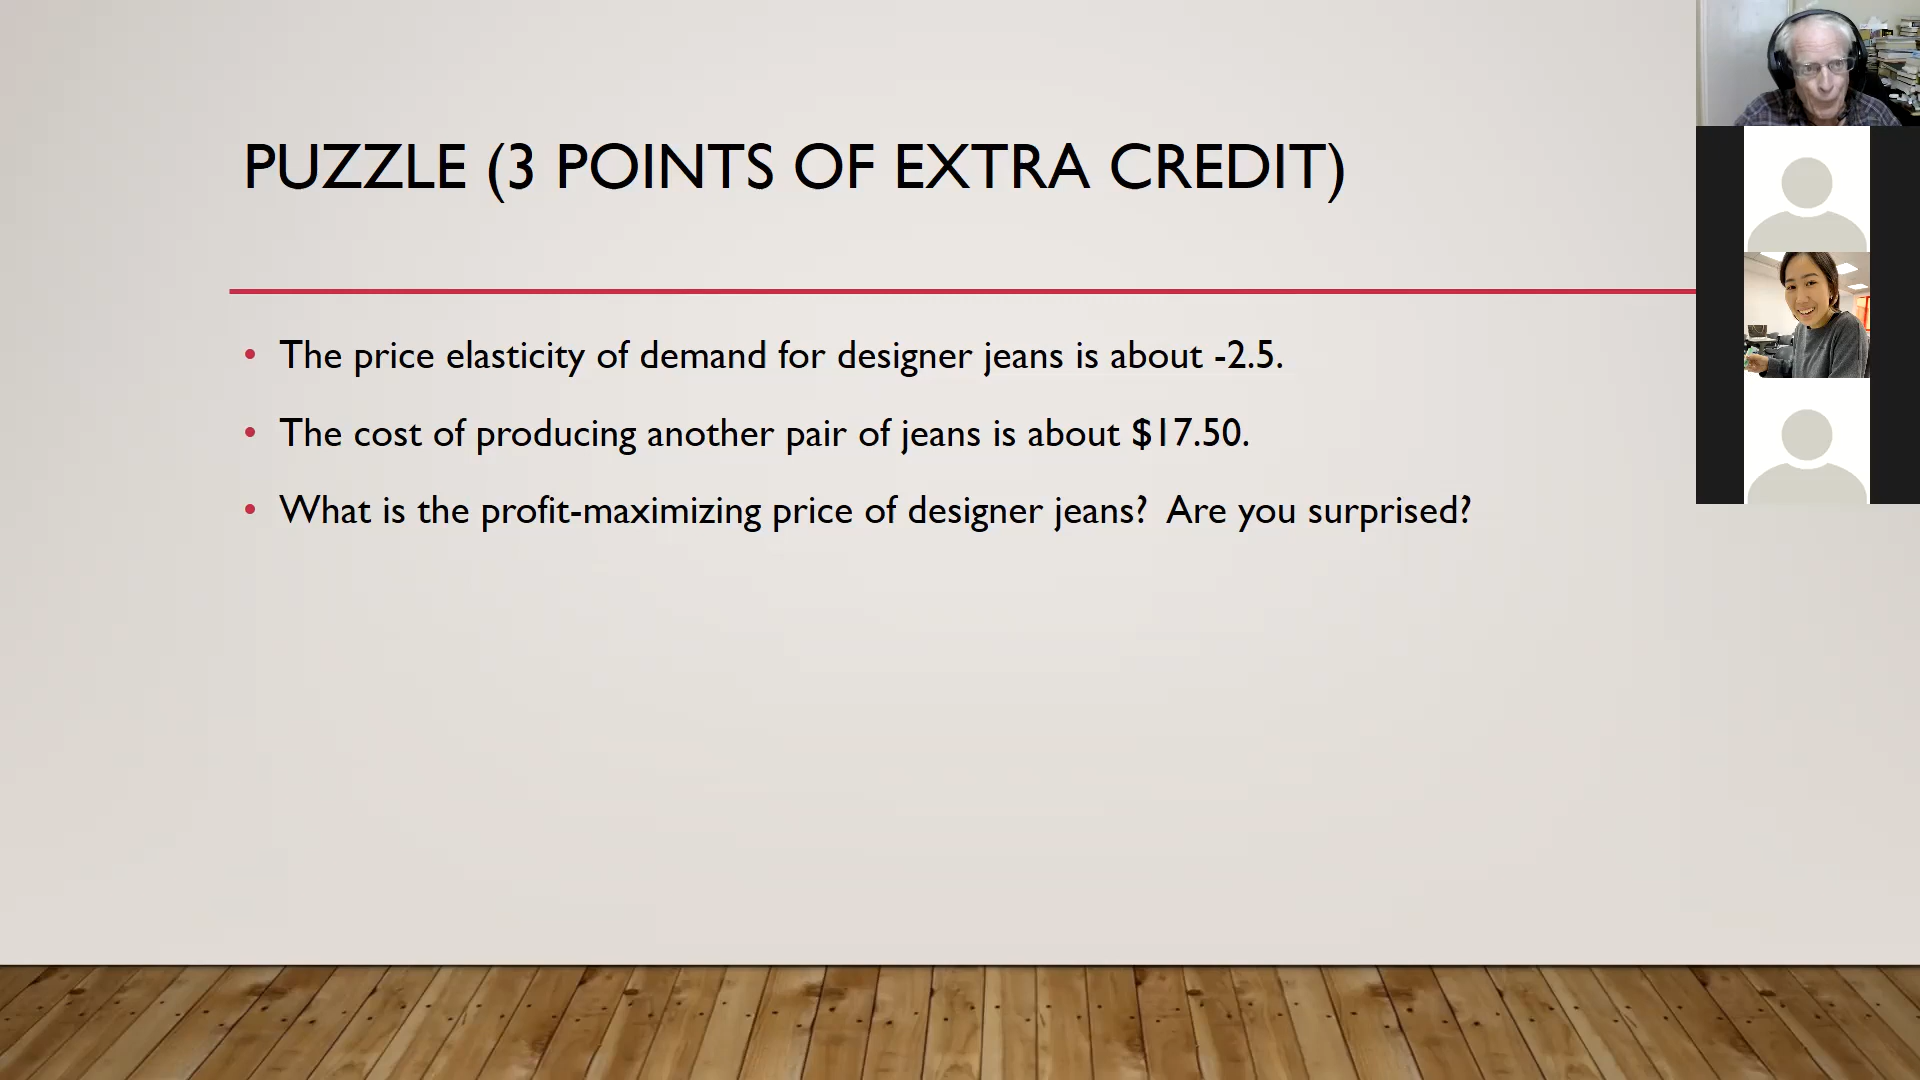 PUZZLE (3 POINTS OF EXTRA CREDIT)
• The price elasticity of demand for designer jeans is about -2.5.
• The cost of producing another pair of jeans is about $17.50.
• What is the profit-maximizing price of designer jeans?  Are you surprised?